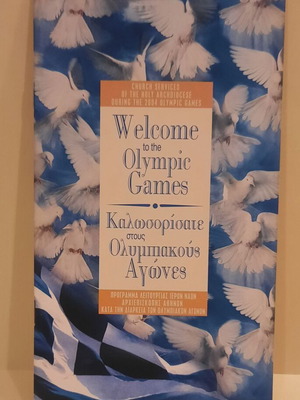 CHURCH SERVICES
OF THE HOLY ARCHDIOCESE
DURING THE 2004 OLYMPIC GAMES
Welcome
to the
Olympic
Games
Καλωσορίσατε
στους
Ολυμπιακούς
Αγώνες
ΠΡΟΓΡΑΜΜΑ ΛΕΙΤΟΥΡΓΙΑΣ ΙΕΡΩΝ ΝΑΩΝ
ΑΡΧΙΕΠΙΣΚΟΠΗΣ ΑΘΗΝΩΝ
ΚΑΤΑ ΤΗΝ ΔΙΑΡΚΕΙΑ ΤΩΝ ΟΛΥΜΠΙΑΚΩΝ ΑΓΩΝΩΝ